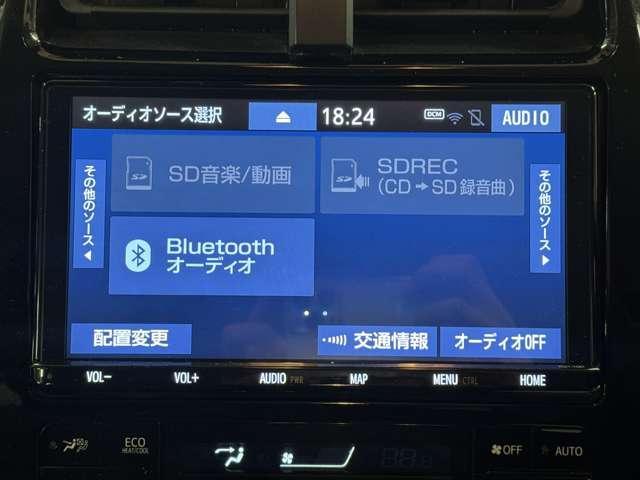 オーディオソース選択
18:24
DCM
AUDIO
その他のソース
SD
SD音楽/動画
SD
SDREC
(CD→SD録音曲)
その他のソース
Bluetooth
オーディオ
配置変更
交通情報
オーディオOFF
VOL-
VOL+
AUDIO PWR
MAP
MENU CTRL
HOME
ECO
HEAT/COOL
OFF
AUTO